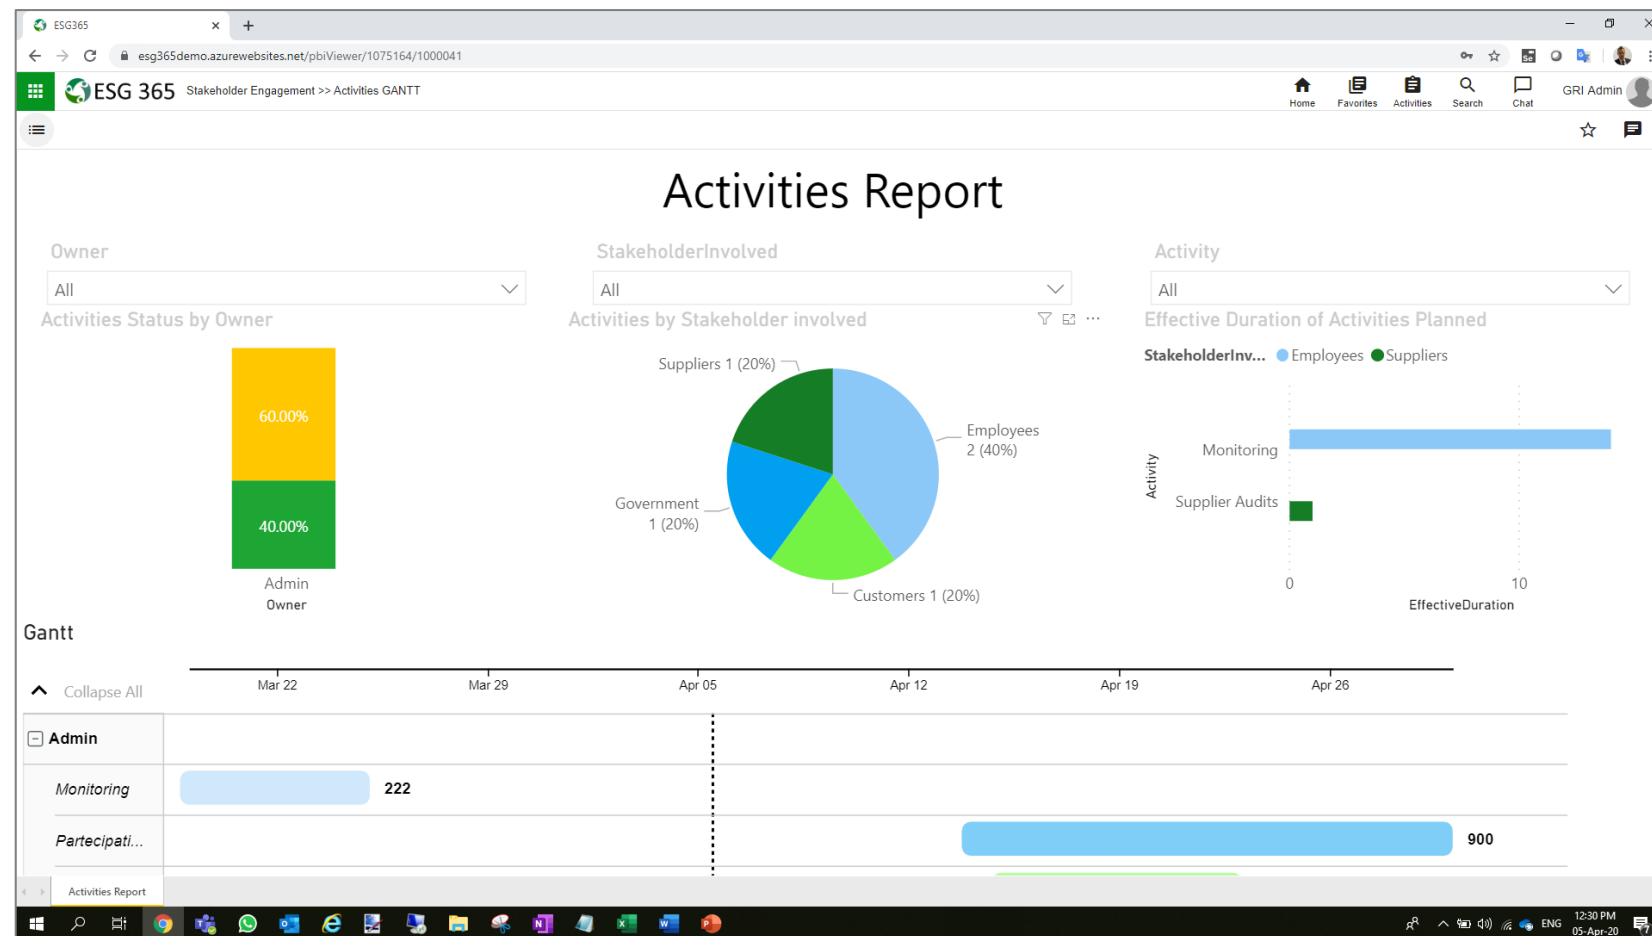 ESG365
esg365demo.azurewebsites.net/pbiViewer/1075164/1000041
ESG 365 Stakeholder Engagement >> Activities GANTT
Home Favorites Activities Search Chat GRI Admin
Activities Report
Owner StakeholderInvolved Activity
All All All
Activities Status by Owner Activities by Stakeholder involved Effective Duration of Activities Planned
60.00%
40.00%
Admin
Owner
Suppliers 1 (20%)
Employees
2 (40%)
Government
1 (20%)
Customers 1 (20%)
StakeholderInv... Employees Suppliers
Activity
Monitoring
Supplier Audits
0 10
EffectiveDuration
Gantt
Collapse All
Mar 22 Mar 29 Apr 05 Apr 12 Apr 19 Apr 26
Admin
Monitoring 222
Partecipati... 900
Activities Report
ENG 12:30 PM
05-Apr-20